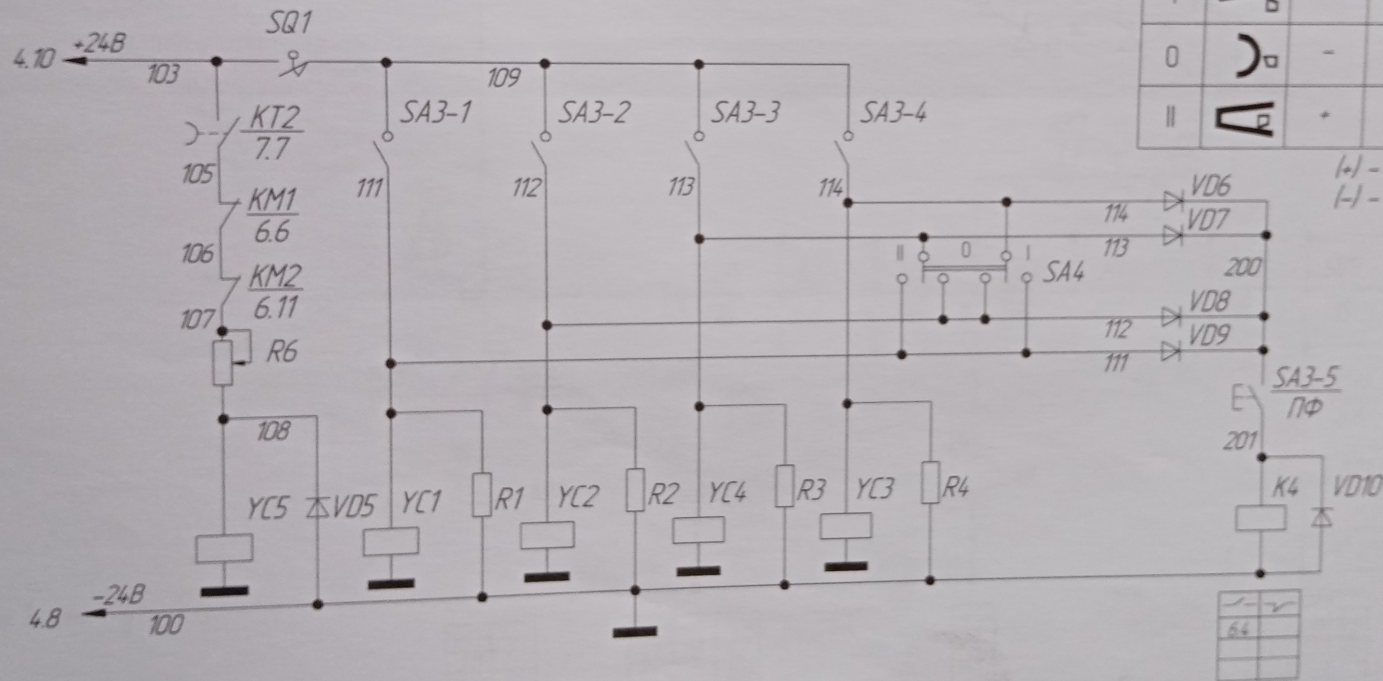 SQ1
4.10
+24В
103
109
SA3-1
SA3-2
SA3-3
SA3-4
KT2
7.7
105
111
112
113
114
KM1
6.6
106
KM2
6.11
107
R6
108
VD6
114
VD7
113
200
II
0
I
SA4
VD8
112
VD9
111
SA3-5
ПФ
201
YC5
VD5
YC1
R1
YC2
R2
YC4
R3
YC3
R4
K4
VD10
4.8
-24В
100
6.4
0
-
II
+
(+) -
(-) -